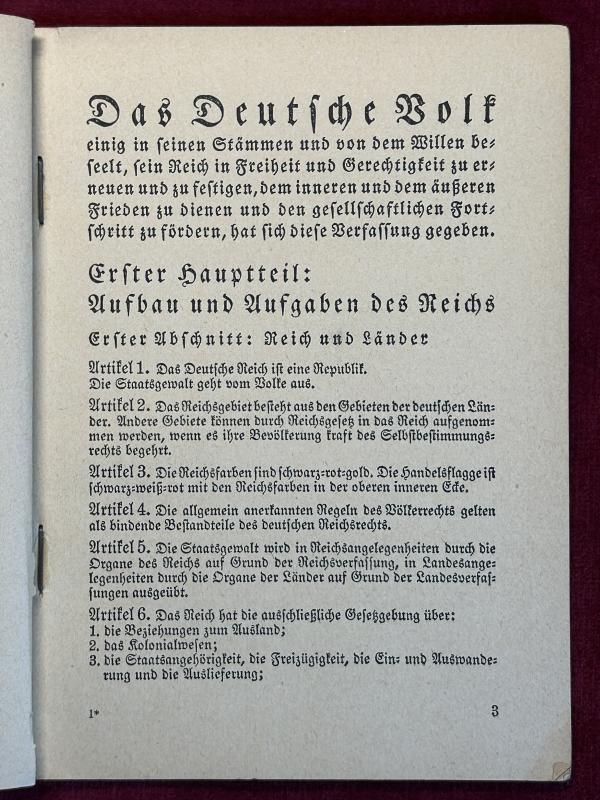 Das Deutsche Volk
einig in seinen Stämmen und von dem Willen be-
seelt, sein Reich in Freiheit und Gerechtigkeit zu er-
neuen und zu festigen, dem inneren und dem äußeren
Frieden zu dienen und den gesellschaftlichen Fort-
schritt zu fördern, hat sich diese Verfassung gegeben.
Erster Hauptteil:
Aufbau und Aufgaben des Reichs
Erster Abschnitt: Reich und Länder
Artikel 1. Das Deutsche Reich ist eine Republik.
Die Staatsgewalt geht vom Volke aus.
Artikel 2. Das Reichsgebiet besteht aus den Gebieten der deutschen Län-
der. Andere Gebiete können durch Reichsgesetz in das Reich aufgenom-
men werden, wenn es ihre Bevölkerung kraft des Selbstbestimmungs-
rechts begehrt.
Artikel 3. Die Reichsfarben sind schwarz-rot-gold. Die Handelsflagge ist
schwarz-weiß-rot mit den Reichsfarben in der oberen inneren Ecke.
Artikel 4. Die allgemein anerkannten Regeln des Völkerrechts gelten
als bindende Bestandteile des deutschen Reichsrechts.
Artikel 5. Die Staatsgewalt wird in Reichsangelegenheiten durch die
Organe des Reichs auf Grund der Reichsverfassung, in Landesange-
legenheiten durch die Organe der Länder auf Grund der Landesverfas-
sungen ausgeübt.
Artikel 6. Das Reich hat die ausschließliche Gesetzgebung über:
1. die Beziehungen zum Ausland;
2. das Kolonialwesen;
3. die Staatsangehörigkeit, die Freizügigkeit, die Ein- und Auswande-
rung und die Auslieferung;
1*
3